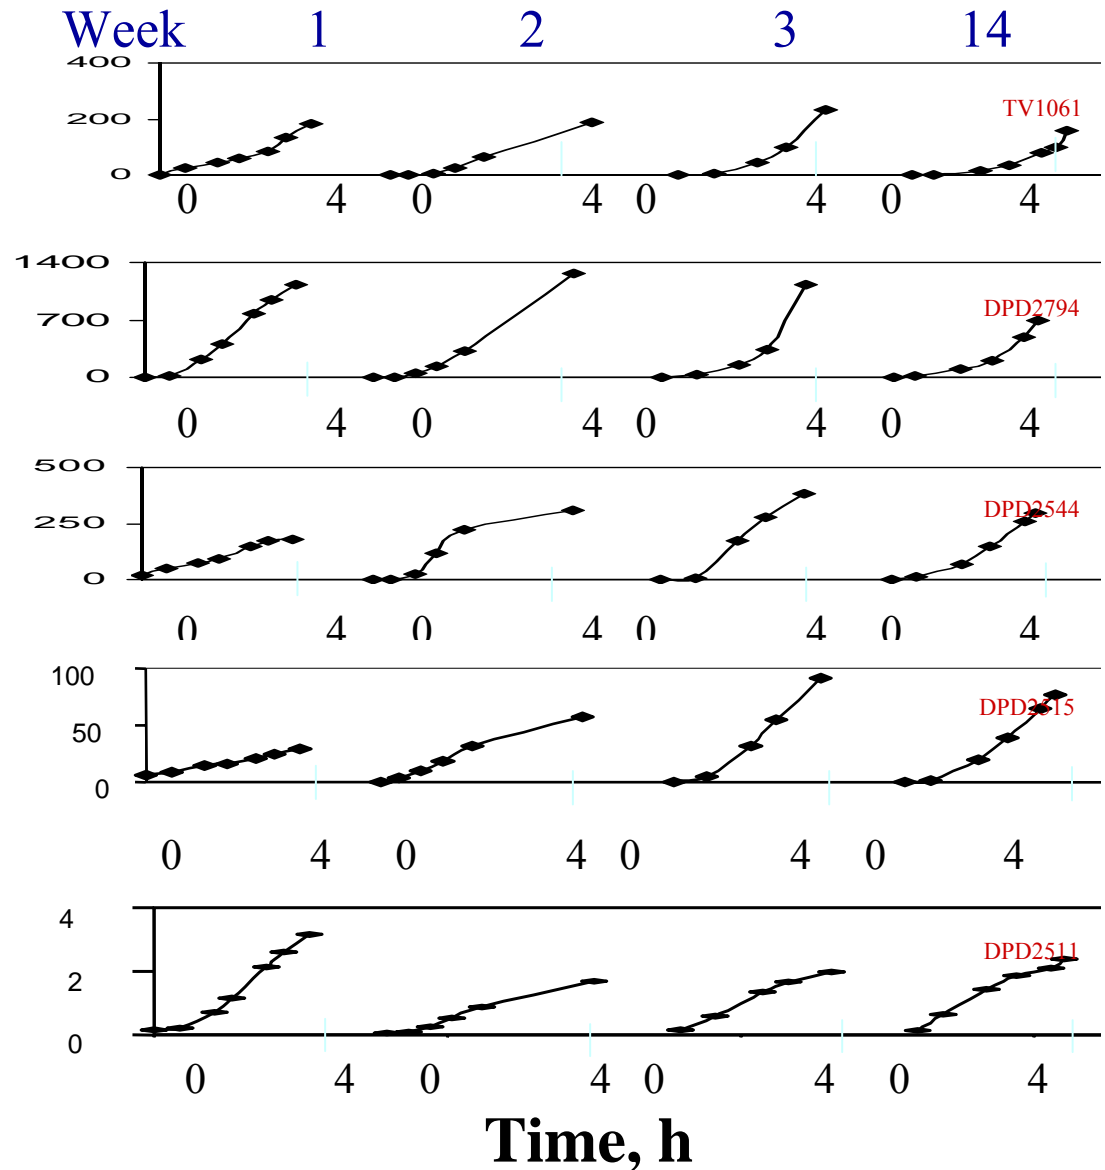 Week 1 2 3 14
400
200 TV1061
0
0 4 0 4 0 4 0 4
1400
700 DPD2794
0
0 4 0 4 0 4 0 4
500
250 DPD2544
0
0 4 0 4 0 4 0 4
100
50 DPD2515
0
0 4 0 4 0 4 0 4
4
2 DPD2511
0
0 4 0 4 0 4 0 4
Time, h